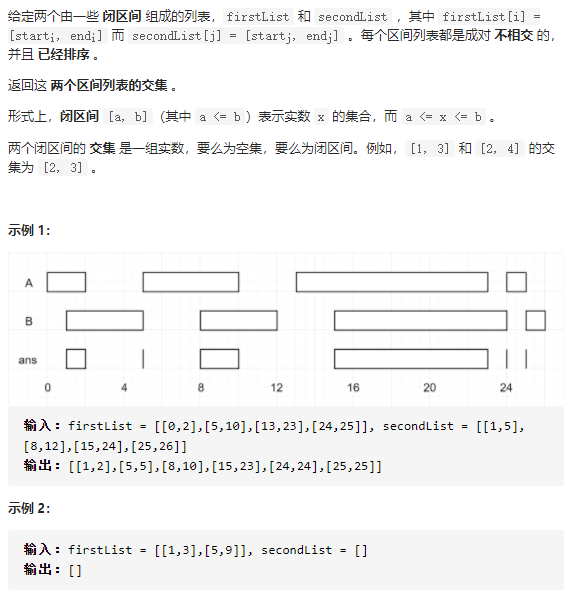 给定两个由一些 闭区间 组成的列表，firstList 和 secondList ，其中 firstList[i] =
[startᵢ, endᵢ] 而 secondList[j] = [startⱼ, endⱼ] 。每个区间列表都是成对 不相交 的，
并且 已经排序 。
返回这 两个区间列表的交集 。
形式上，闭区间 [a, b]（其中 a <= b ）表示实数 x 的集合，而 a <= x <= b 。
两个闭区间的 交集 是一组实数，要么为空集，要么为闭区间。例如，[1, 3] 和 [2, 4] 的交
集为 [2, 3] 。
示例 1：
A
B
ans
0 4 8 12 16 20 24
输入：firstList = [[0,2],[5,10],[13,23],[24,25]], secondList = [[1,5],
[8,12],[15,24],[25,26]]
输出：[[1,2],[5,5],[8,10],[15,23],[24,24],[25,25]]
示例 2：
输入：firstList = [[1,3],[5,9]], secondList = []
输出：[]